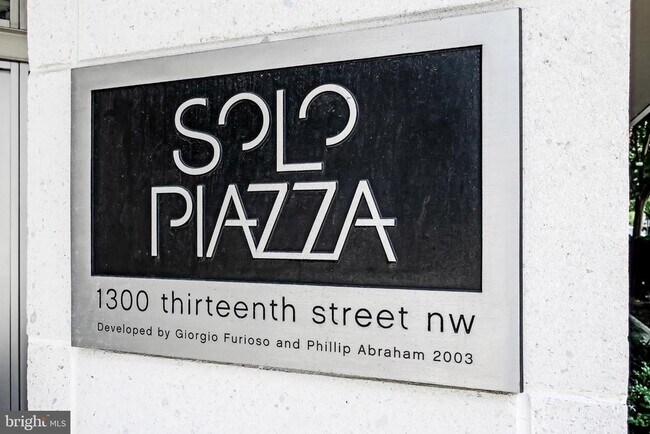 SOLO
PIAZZA
1300 thirteenth street nw
Developed by Giorgio Furioso and Phillip Abraham 2003
bright MLS